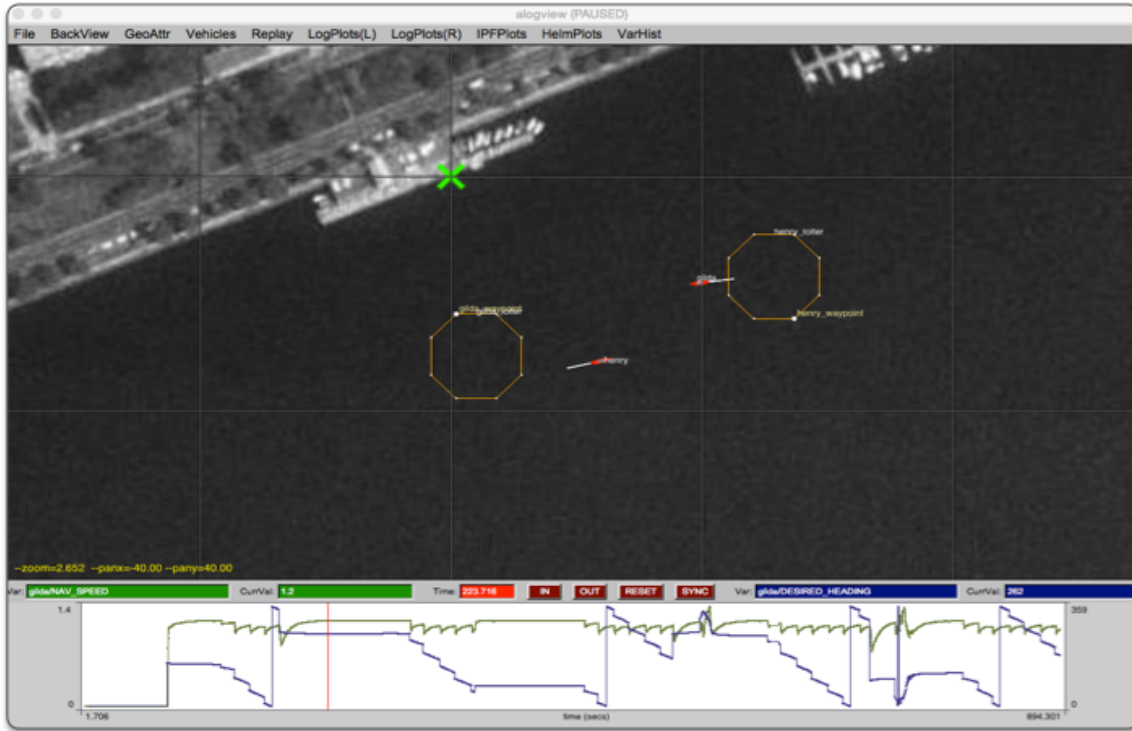 alogview (PAUSED)
File BackView GeoAttr Vehicles Replay LogPlots(L) LogPlots(R) IPFPlots HelmPlots VarHist
henry_loiter
gilda
gilda_waypoint
henry_waypoint
henry
--zoom=2.652 --panx=-40.00 --pany=40.00
Var: gilda/NAV_SPEED CurrVal: 1.2 Time: 223.716 IN OUT RESET SYNC Var: gilda/DESIRED_HEADING CurrVal: 262
1.4 359
0 0
1.706 time (secs) 894.301